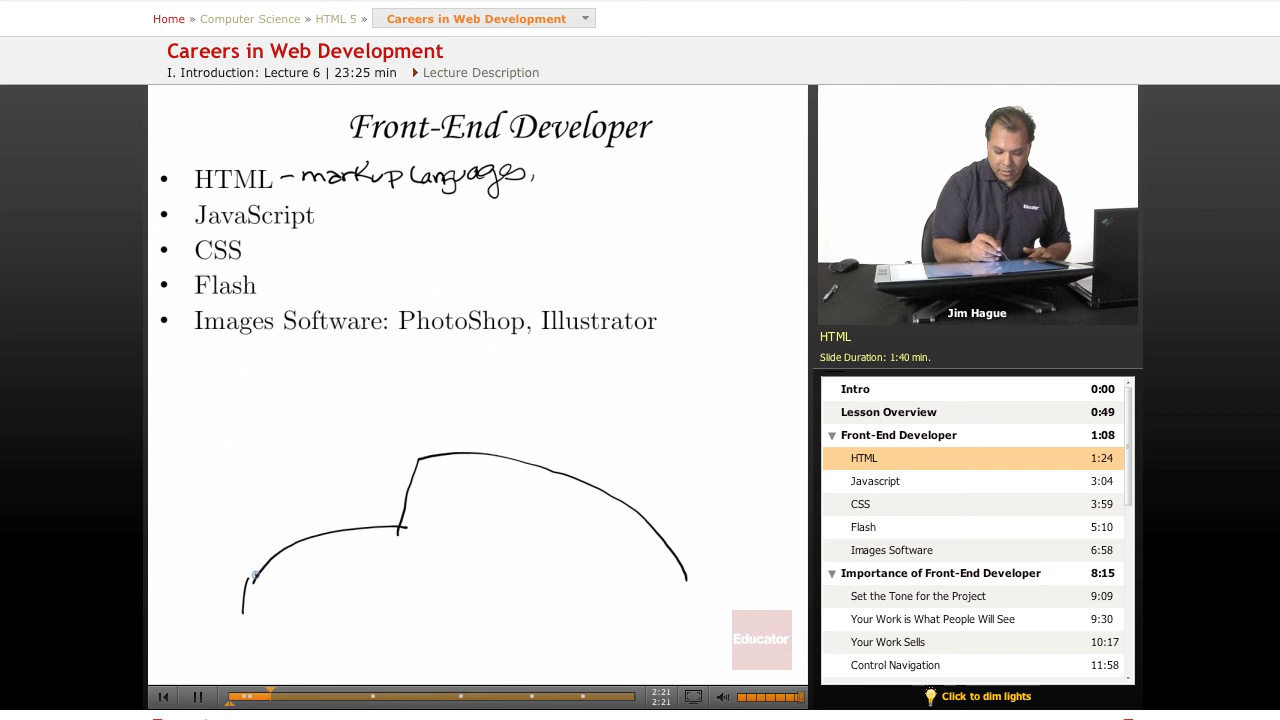 Home » Computer Science » HTML 5 » Careers in Web Development
Careers in Web Development
I. Introduction: Lecture 6 | 23:25 min Lecture Description
Front-End Developer
• HTML – markup languages,
• JavaScript
• CSS
• Flash
• Images Software: PhotoShop, Illustrator
Educator
2:21
2:21
Educator
Jim Hague
HTML
Slide Duration: 1:40 min.
Intro 0:00
Lesson Overview 0:49
Front-End Developer 1:08
HTML 1:24
Javascript 3:04
CSS 3:59
Flash 5:10
Images Software 6:58
Importance of Front-End Developer 8:15
Set the Tone for the Project 9:09
Your Work is What People Will See 9:30
Your Work Sells 10:17
Control Navigation 11:58
Click to dim lights